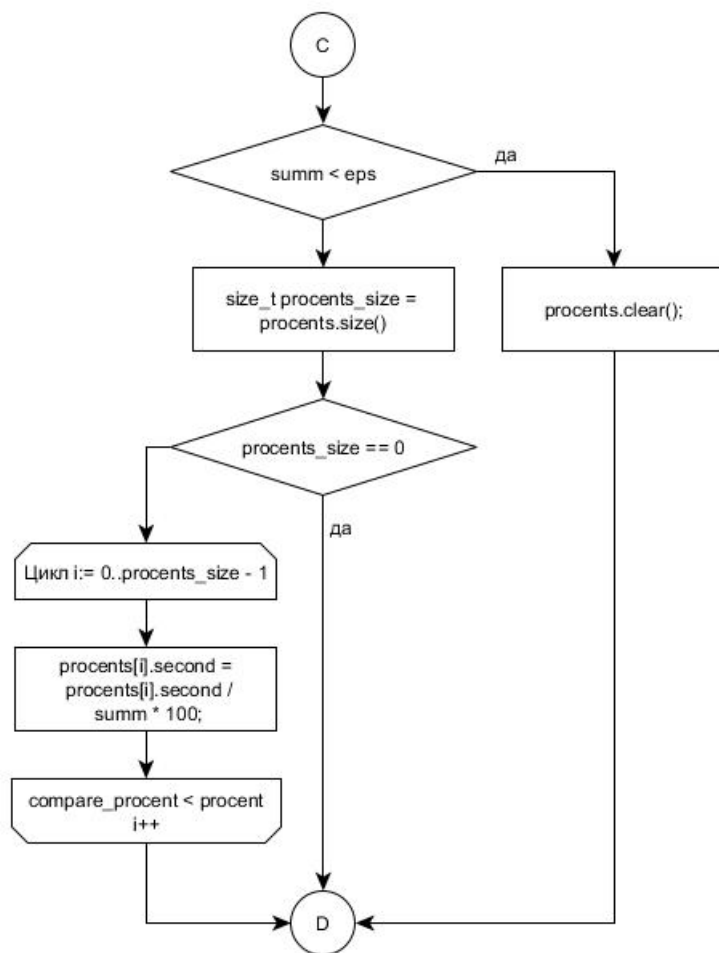 C
summ < eps
да
size_t procents_size =
procents.size()
procents.clear();
procents_size == 0
да
Цикл i:= 0..procents_size - 1
procents[i].second =
procents[i].second /
summ * 100;
compare_procent < procent
i++
D